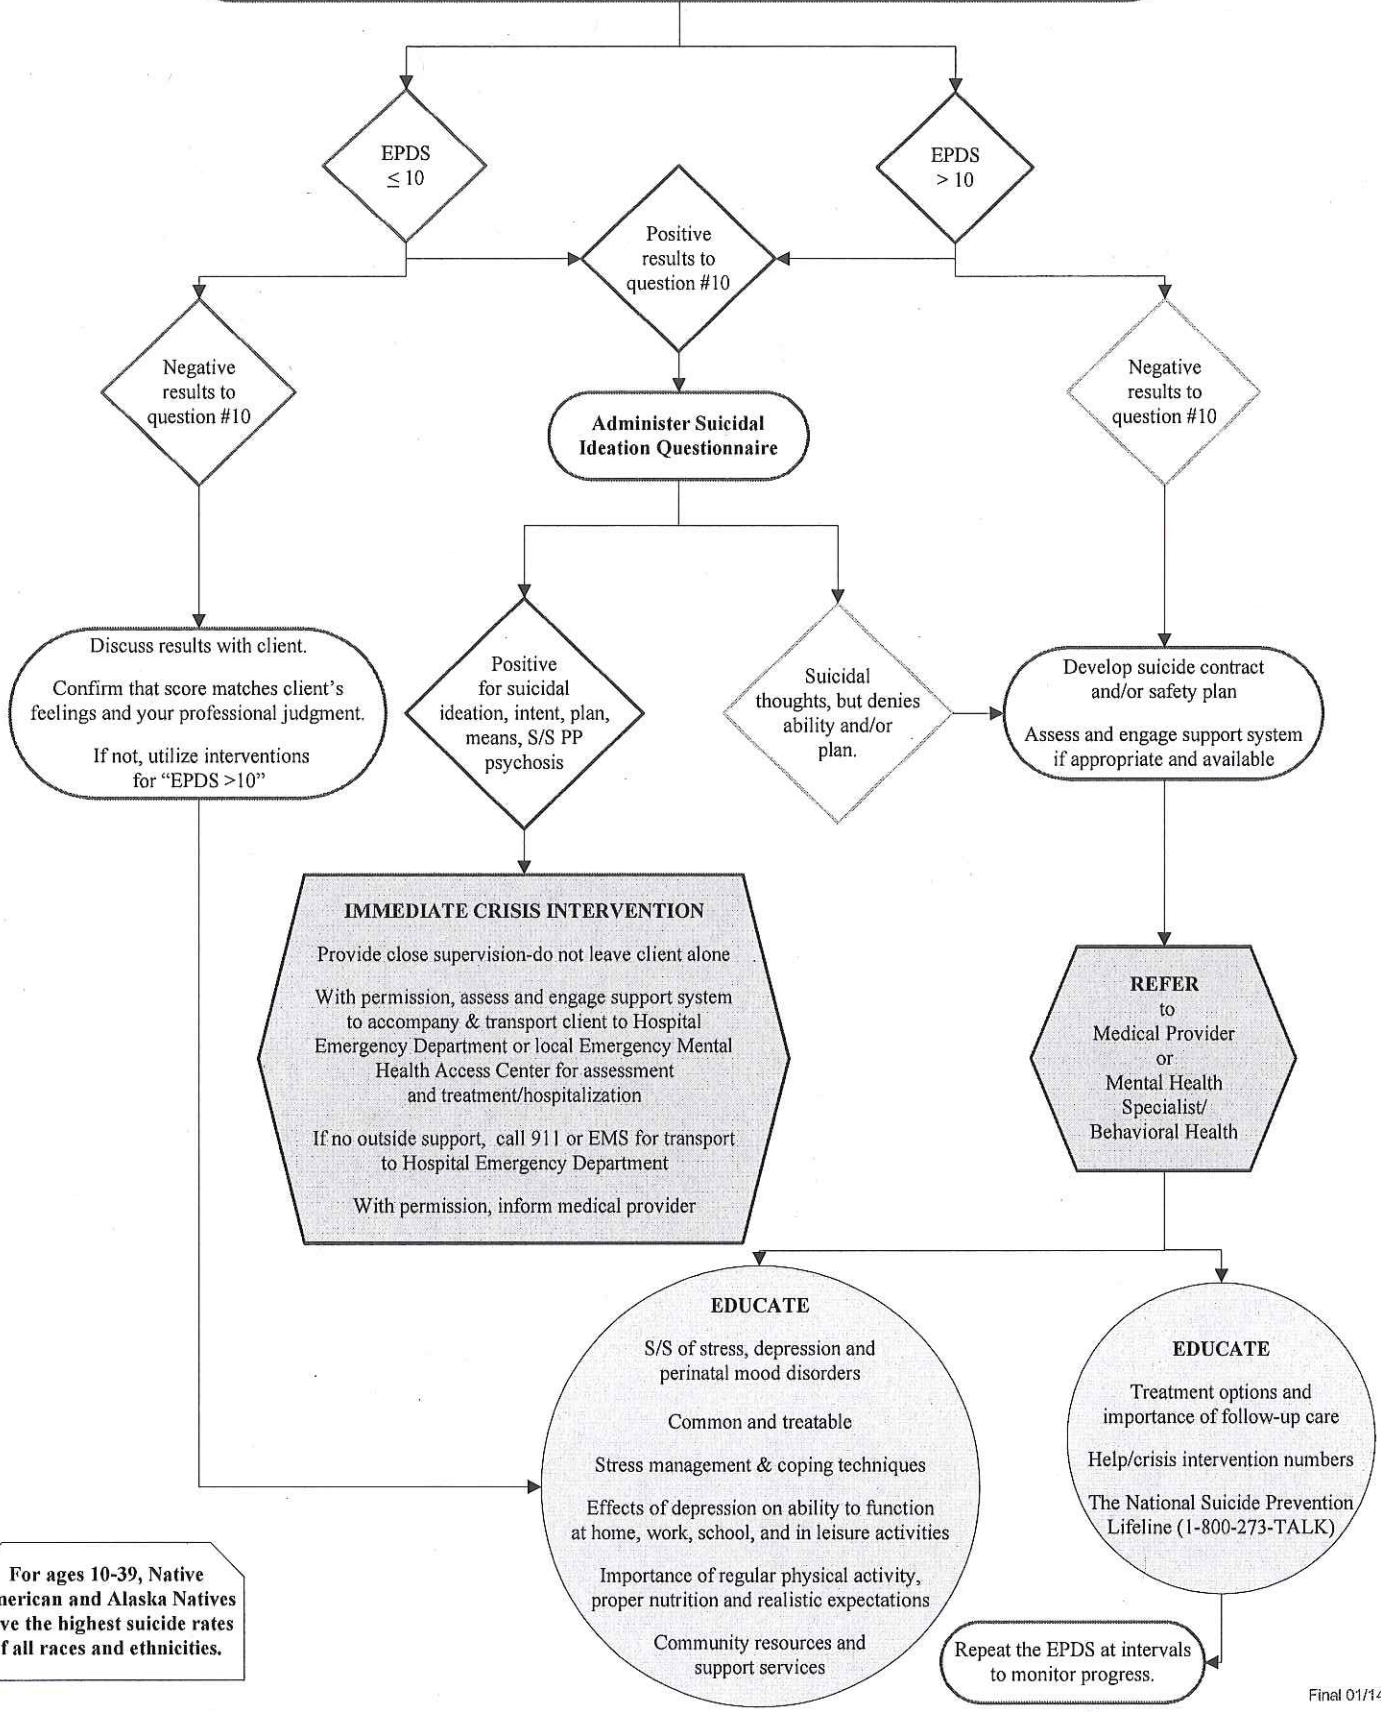 EPDS
≤ 10
EPDS
> 10
Positive
results to
question #10
Negative
results to
question #10
Negative
results to
question #10
Administer Suicidal
Ideation Questionnaire
Discuss results with client.
Confirm that score matches client's
feelings and your professional judgment.
If not, utilize interventions
for “EPDS >10”
Positive
for suicidal
ideation, intent, plan,
means, S/S PP
psychosis
Suicidal
thoughts, but denies
ability and/or
plan.
Develop suicide contract
and/or safety plan
Assess and engage support system
if appropriate and available
IMMEDIATE CRISIS INTERVENTION
Provide close supervision-do not leave client alone
With permission, assess and engage support system
to accompany & transport client to Hospital
Emergency Department or local Emergency Mental
Health Access Center for assessment
and treatment/hospitalization
If no outside support, call 911 or EMS for transport
to Hospital Emergency Department
With permission, inform medical provider
REFER
to
Medical Provider
or
Mental Health
Specialist/
Behavioral Health
EDUCATE
S/S of stress, depression and
perinatal mood disorders
Common and treatable
Stress management & coping techniques
Effects of depression on ability to function
at home, work, school, and in leisure activities
Importance of regular physical activity,
proper nutrition and realistic expectations
Community resources and
support services
EDUCATE
Treatment options and
importance of follow-up care
Help/crisis intervention numbers
The National Suicide Prevention
Lifeline (1-800-273-TALK)
Repeat the EPDS at intervals
to monitor progress.
For ages 10-39, Native
merican and Alaska Natives
ve the highest suicide rates
f all races and ethnicities.
Final 01/14